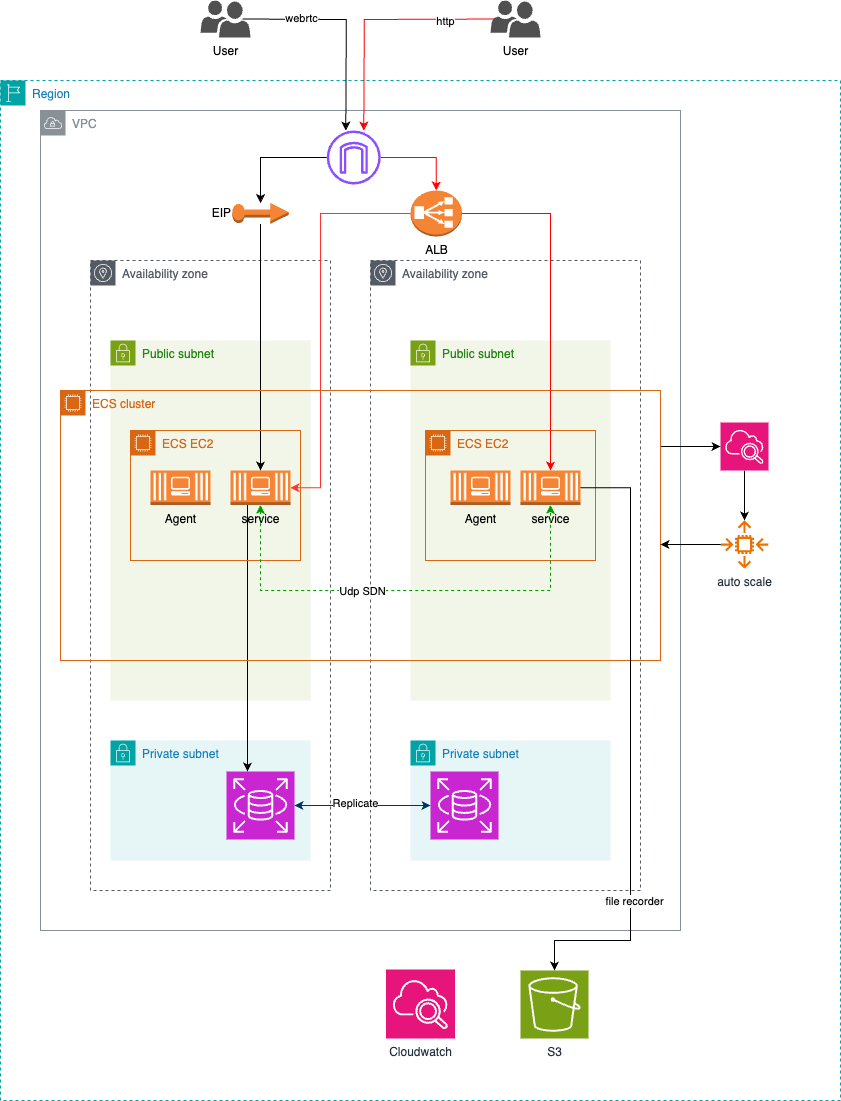 webrtc
http
User
User
Region
VPC
EIP
ALB
Availability zone
Availability zone
Public subnet
Public subnet
ECS cluster
ECS EC2
ECS EC2
Agent
service
Agent
service
auto scale
Udp SDN
Private subnet
Private subnet
Replicate
file recorder
Cloudwatch
S3